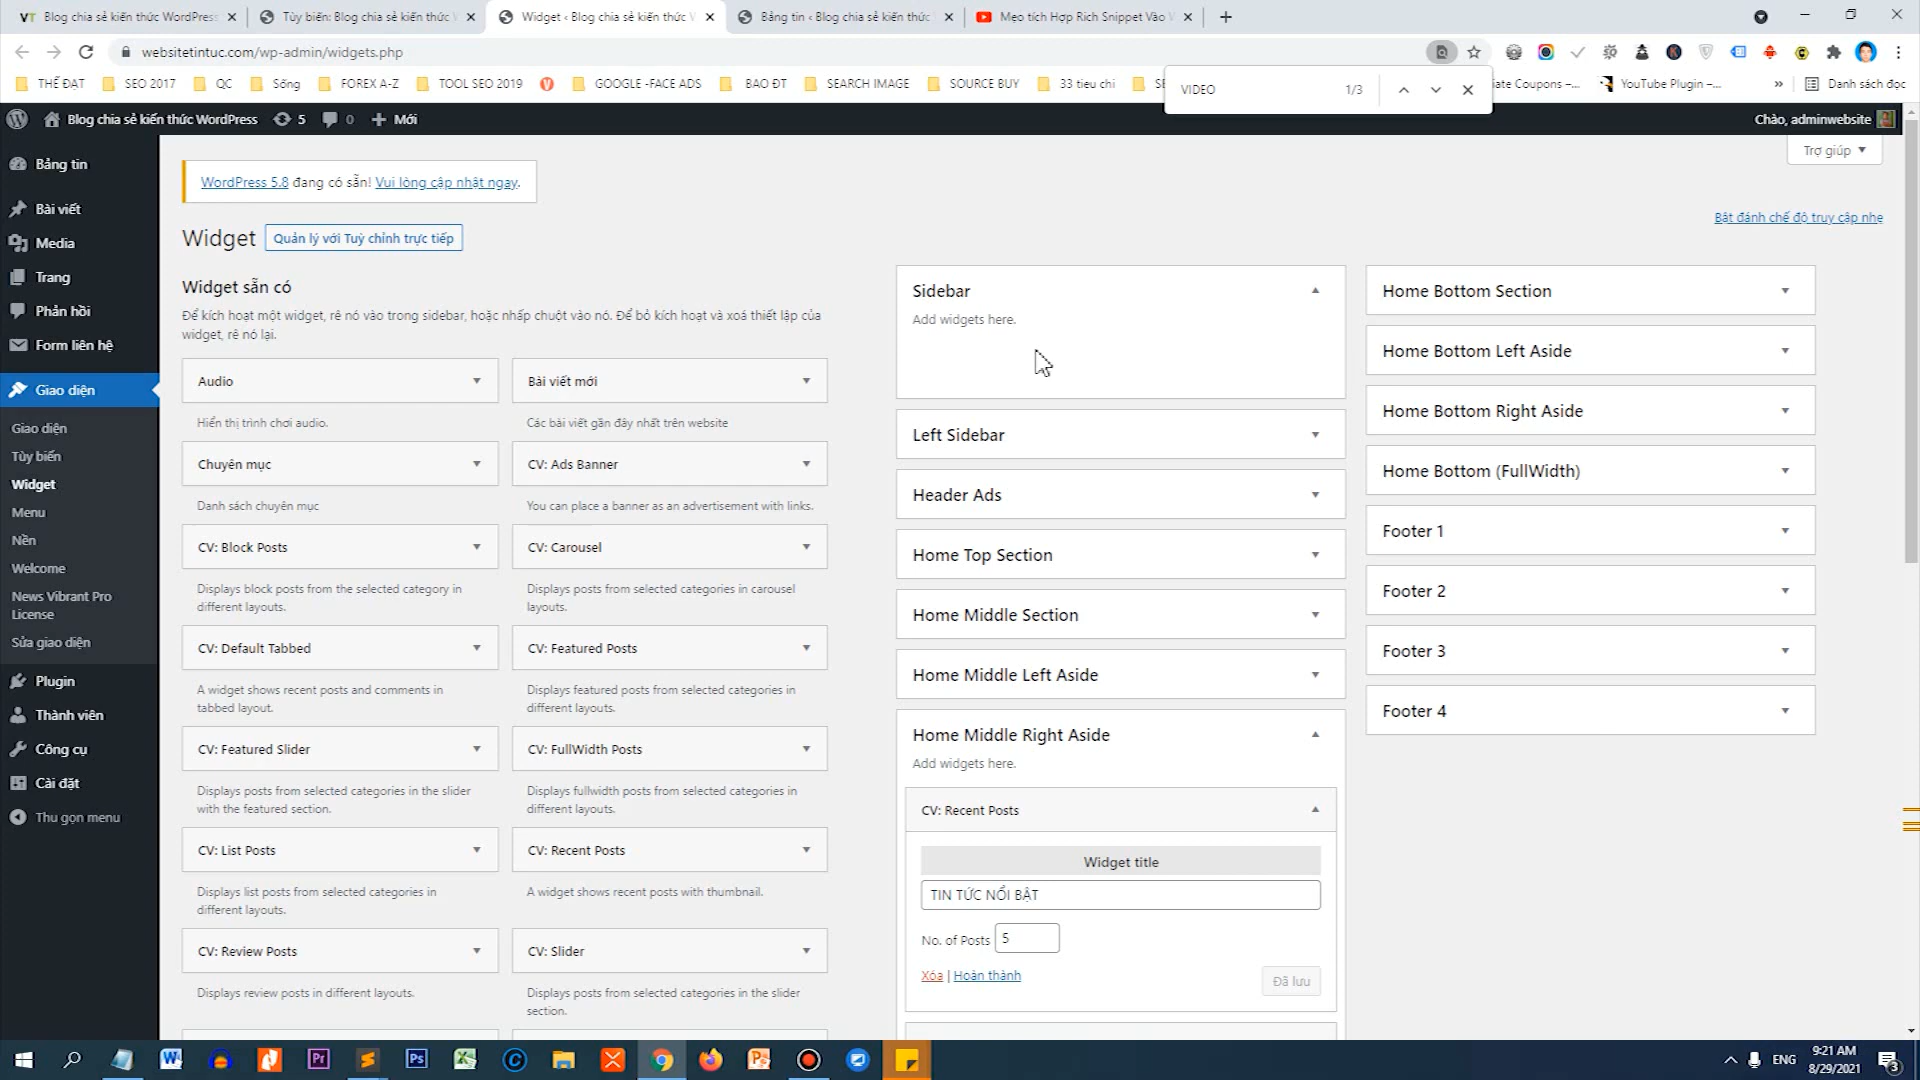 Blog chia sẻ kiến thức WordPress
Tùy biến: Blog chia sẻ kiến thức
Widget ‹ Blog chia sẻ kiến thức W
Bảng tin ‹ Blog chia sẻ kiến thức
Mẹo tích Hợp Rich Snippet Vào
websitetintuc.com/wp-admin/widgets.php
THẾ ĐẠT
SEO 2017
QC
Sống
FOREX A-Z
TOOL SEO 2019
GOOGLE -FACE ADS
BAO ĐT
SEARCH IMAGE
SOURCE BUY
33 tieu chi
iate Coupons –...
YouTube Plugin –...
»
Danh sách đọc
VIDEO
1/3
Blog chia sẻ kiến thức WordPress
5
0
Mới
Chào, adminwebsite
Trợ giúp
Bảng tin
Bài viết
Media
Trang
Phản hồi
Form liên hệ
Giao diện
Giao diện
Tùy biến
Widget
Menu
Nền
Welcome
News Vibrant Pro
License
Sửa giao diện
Plugin
Thành viên
Công cụ
Cài đặt
Thu gọn menu
WordPress 5.8 đang có sẵn! Vui lòng cập nhật ngay.
Bật đánh chế độ truy cập nhẹ
Widget
Quản lý với Tuỳ chỉnh trực tiếp
Widget sẵn có
Để kích hoạt một widget, rê nó vào trong sidebar, hoặc nhấp chuột vào nó. Để bỏ kích hoạt và xoá thiết lập của
widget, rê nó lại.
Audio
Hiển thị trình chơi audio.
Bài viết mới
Các bài viết gần đây nhất trên website
Chuyên mục
Danh sách chuyên mục
CV: Ads Banner
You can place a banner as an advertisement with links.
CV: Block Posts
Displays block posts from the selected category in
different layouts.
CV: Carousel
Displays posts from selected categories in carousel
layouts.
CV: Default Tabbed
A widget shows recent posts and comments in
tabbed layout.
CV: Featured Posts
Displays featured posts from selected categories in
different layouts.
CV: Featured Slider
Displays posts from selected categories in the slider
with the featured section.
CV: FullWidth Posts
Displays fullwidth posts from selected categories in
different layouts.
CV: List Posts
Displays list posts from selected categories in
different layouts.
CV: Recent Posts
A widget shows recent posts with thumbnail.
CV: Review Posts
Displays review posts in different layouts.
CV: Slider
Displays posts from selected categories in the slider
section.
Sidebar
Add widgets here.
Left Sidebar
Header Ads
Home Top Section
Home Middle Section
Home Middle Left Aside
Home Middle Right Aside
Add widgets here.
CV: Recent Posts
Widget title
TIN TỨC NỔI BẬT
No. of Posts 5
Xóa | Hoàn thành
Đã lưu
Home Bottom Section
Home Bottom Left Aside
Home Bottom Right Aside
Home Bottom (FullWidth)
Footer 1
Footer 2
Footer 3
Footer 4
ENG
9:21 AM
8/29/2021
3